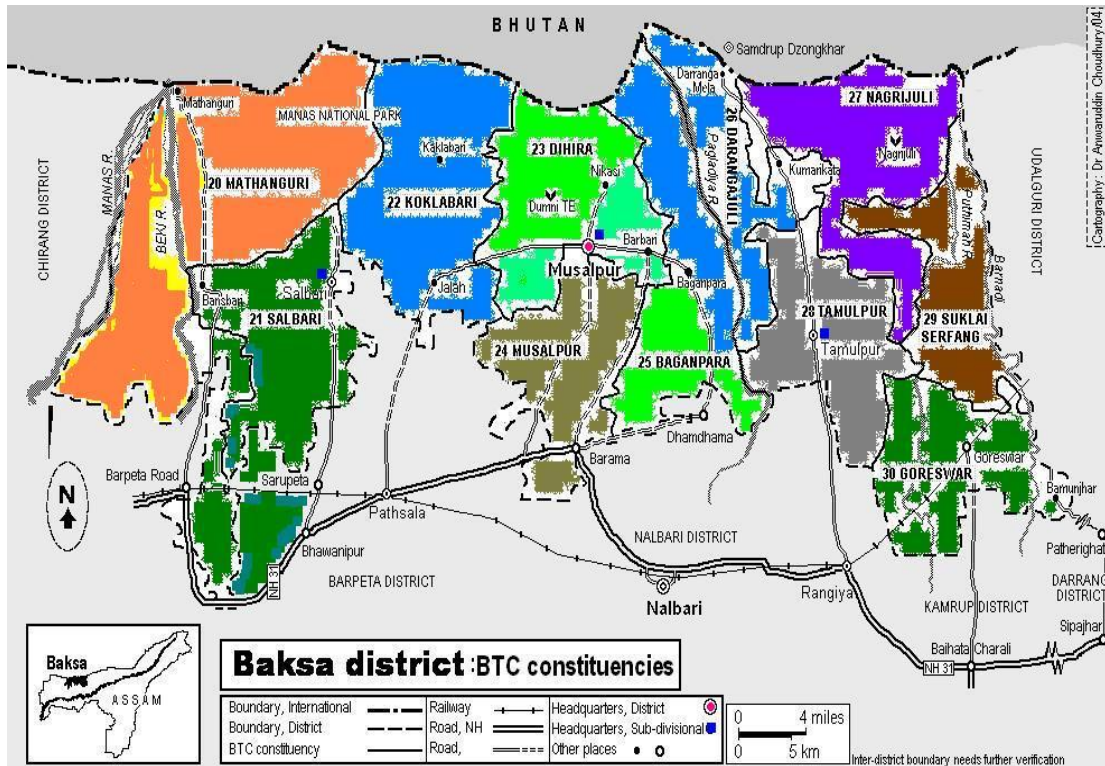 BHUTAN
Samdrup Dzongkhar
Cartography: Dr Anwaruddin Choudhury/04
Mathanguri
MANAS NATIONAL PARK
Darranga
Mela
27 NAGRIJULI
Nagrijuli
CHIRANG DISTRICT
MANAS R.
BEKI R.
20 MATHANGURI
Kaklabari
22 KOKLABARI
23 DIHIRA
Nikasi
Dumni TE
Pagladiya R.
26 DARANGAJULI
Kumarikata
Puthimari R.
Barnadi
UDALGURI DISTRICT
Barbari
Musalpur
Baganpara
Bansbari
Salbari
Jalah
21 SALBARI
24 MUSALPUR
25 BAGANPARA
28 TAMULPUR
Tamulpur
29 SUKLAI
SERFANG
Dhamdhama
Barama
Goreswar
30 GORESWAR
Bamunjhar
Barpeta Road
Sarupeta
Pathsala
Patherighat
N
Bhawanipur
NH 31
BARPETA DISTRICT
NALBARI DISTRICT
Nalbari
Rangiya
KAMRUP DISTRICT
DARRANG
DISTRICT
Sipajhar
Baihata Charali
NH 31
Baksa
ASSAM
Baksa district :BTC constituencies
Boundary, International
Railway
Headquarters, District
Boundary, District
Road, NH
Headquarters, Sub-divisional
BTC constituency
Road,
Other places
0 4 miles
0 5 km
Inter-district boundary needs further verification